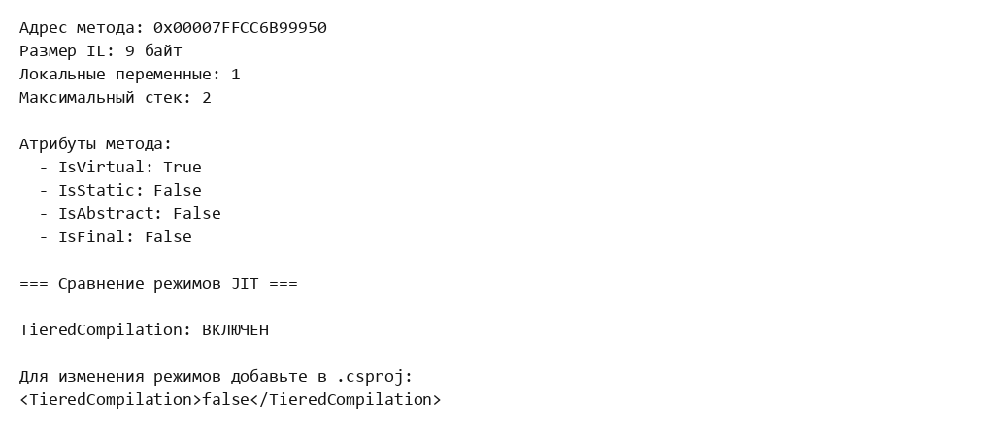 Адрес метода: 0x00007FFCC6B99950
Размер IL: 9 байт
Локальные переменные: 1
Максимальный стек: 2
Атрибуты метода:
- IsVirtual: True
- IsStatic: False
- IsAbstract: False
- IsFinal: False
=== Сравнение режимов JIT ===
TieredCompilation: ВКЛЮЧЕН
Для изменения режимов добавьте в .csproj:
<TieredCompilation>false</TieredCompilation>